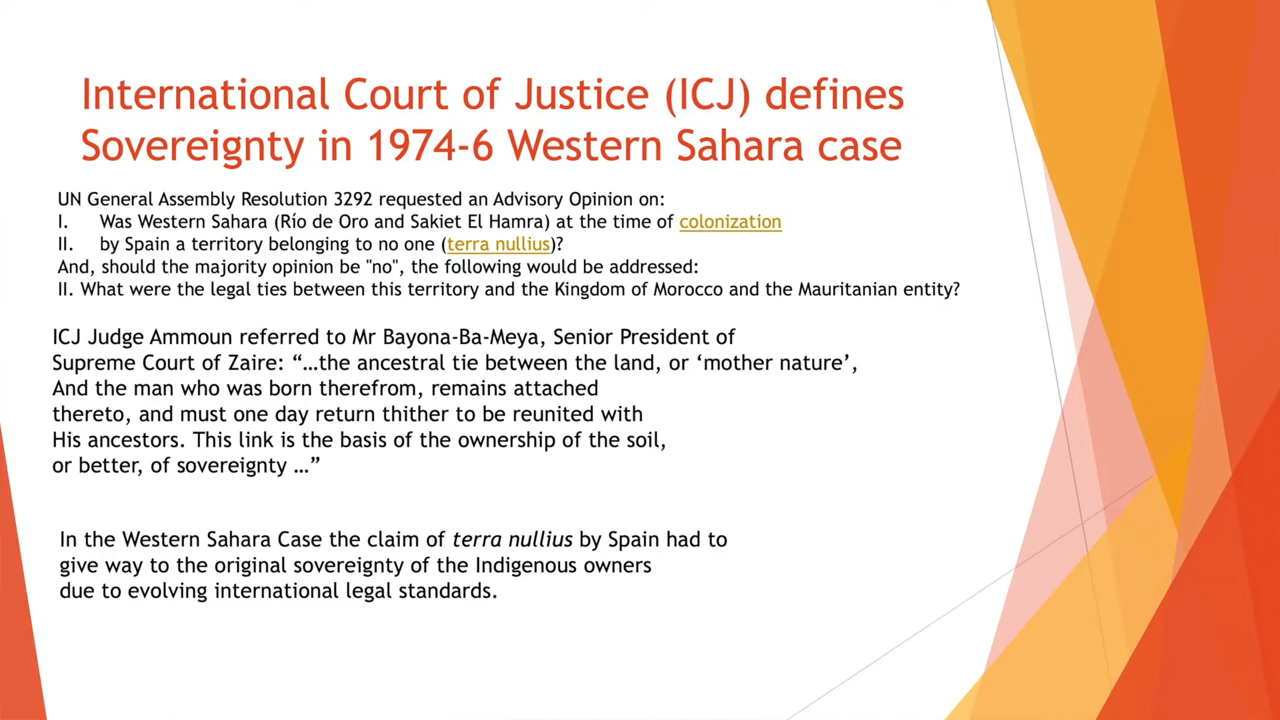 International Court of Justice (ICJ) defines
Sovereignty in 1974-6 Western Sahara case
UN General Assembly Resolution 3292 requested an Advisory Opinion on:
I. Was Western Sahara (Río de Oro and Sakiet El Hamra) at the time of colonization
II. by Spain a territory belonging to no one (terra nullius)?
And, should the majority opinion be "no", the following would be addressed:
II. What were the legal ties between this territory and the Kingdom of Morocco and the Mauritanian entity?
ICJ Judge Ammoun referred to Mr Bayona-Ba-Meya, Senior President of
Supreme Court of Zaire: “…the ancestral tie between the land, or ‘mother nature’,
And the man who was born therefrom, remains attached
thereto, and must one day return thither to be reunited with
His ancestors. This link is the basis of the ownership of the soil,
or better, of sovereignty …”
In the Western Sahara Case the claim of terra nullius by Spain had to
give way to the original sovereignty of the Indigenous owners
due to evolving international legal standards.